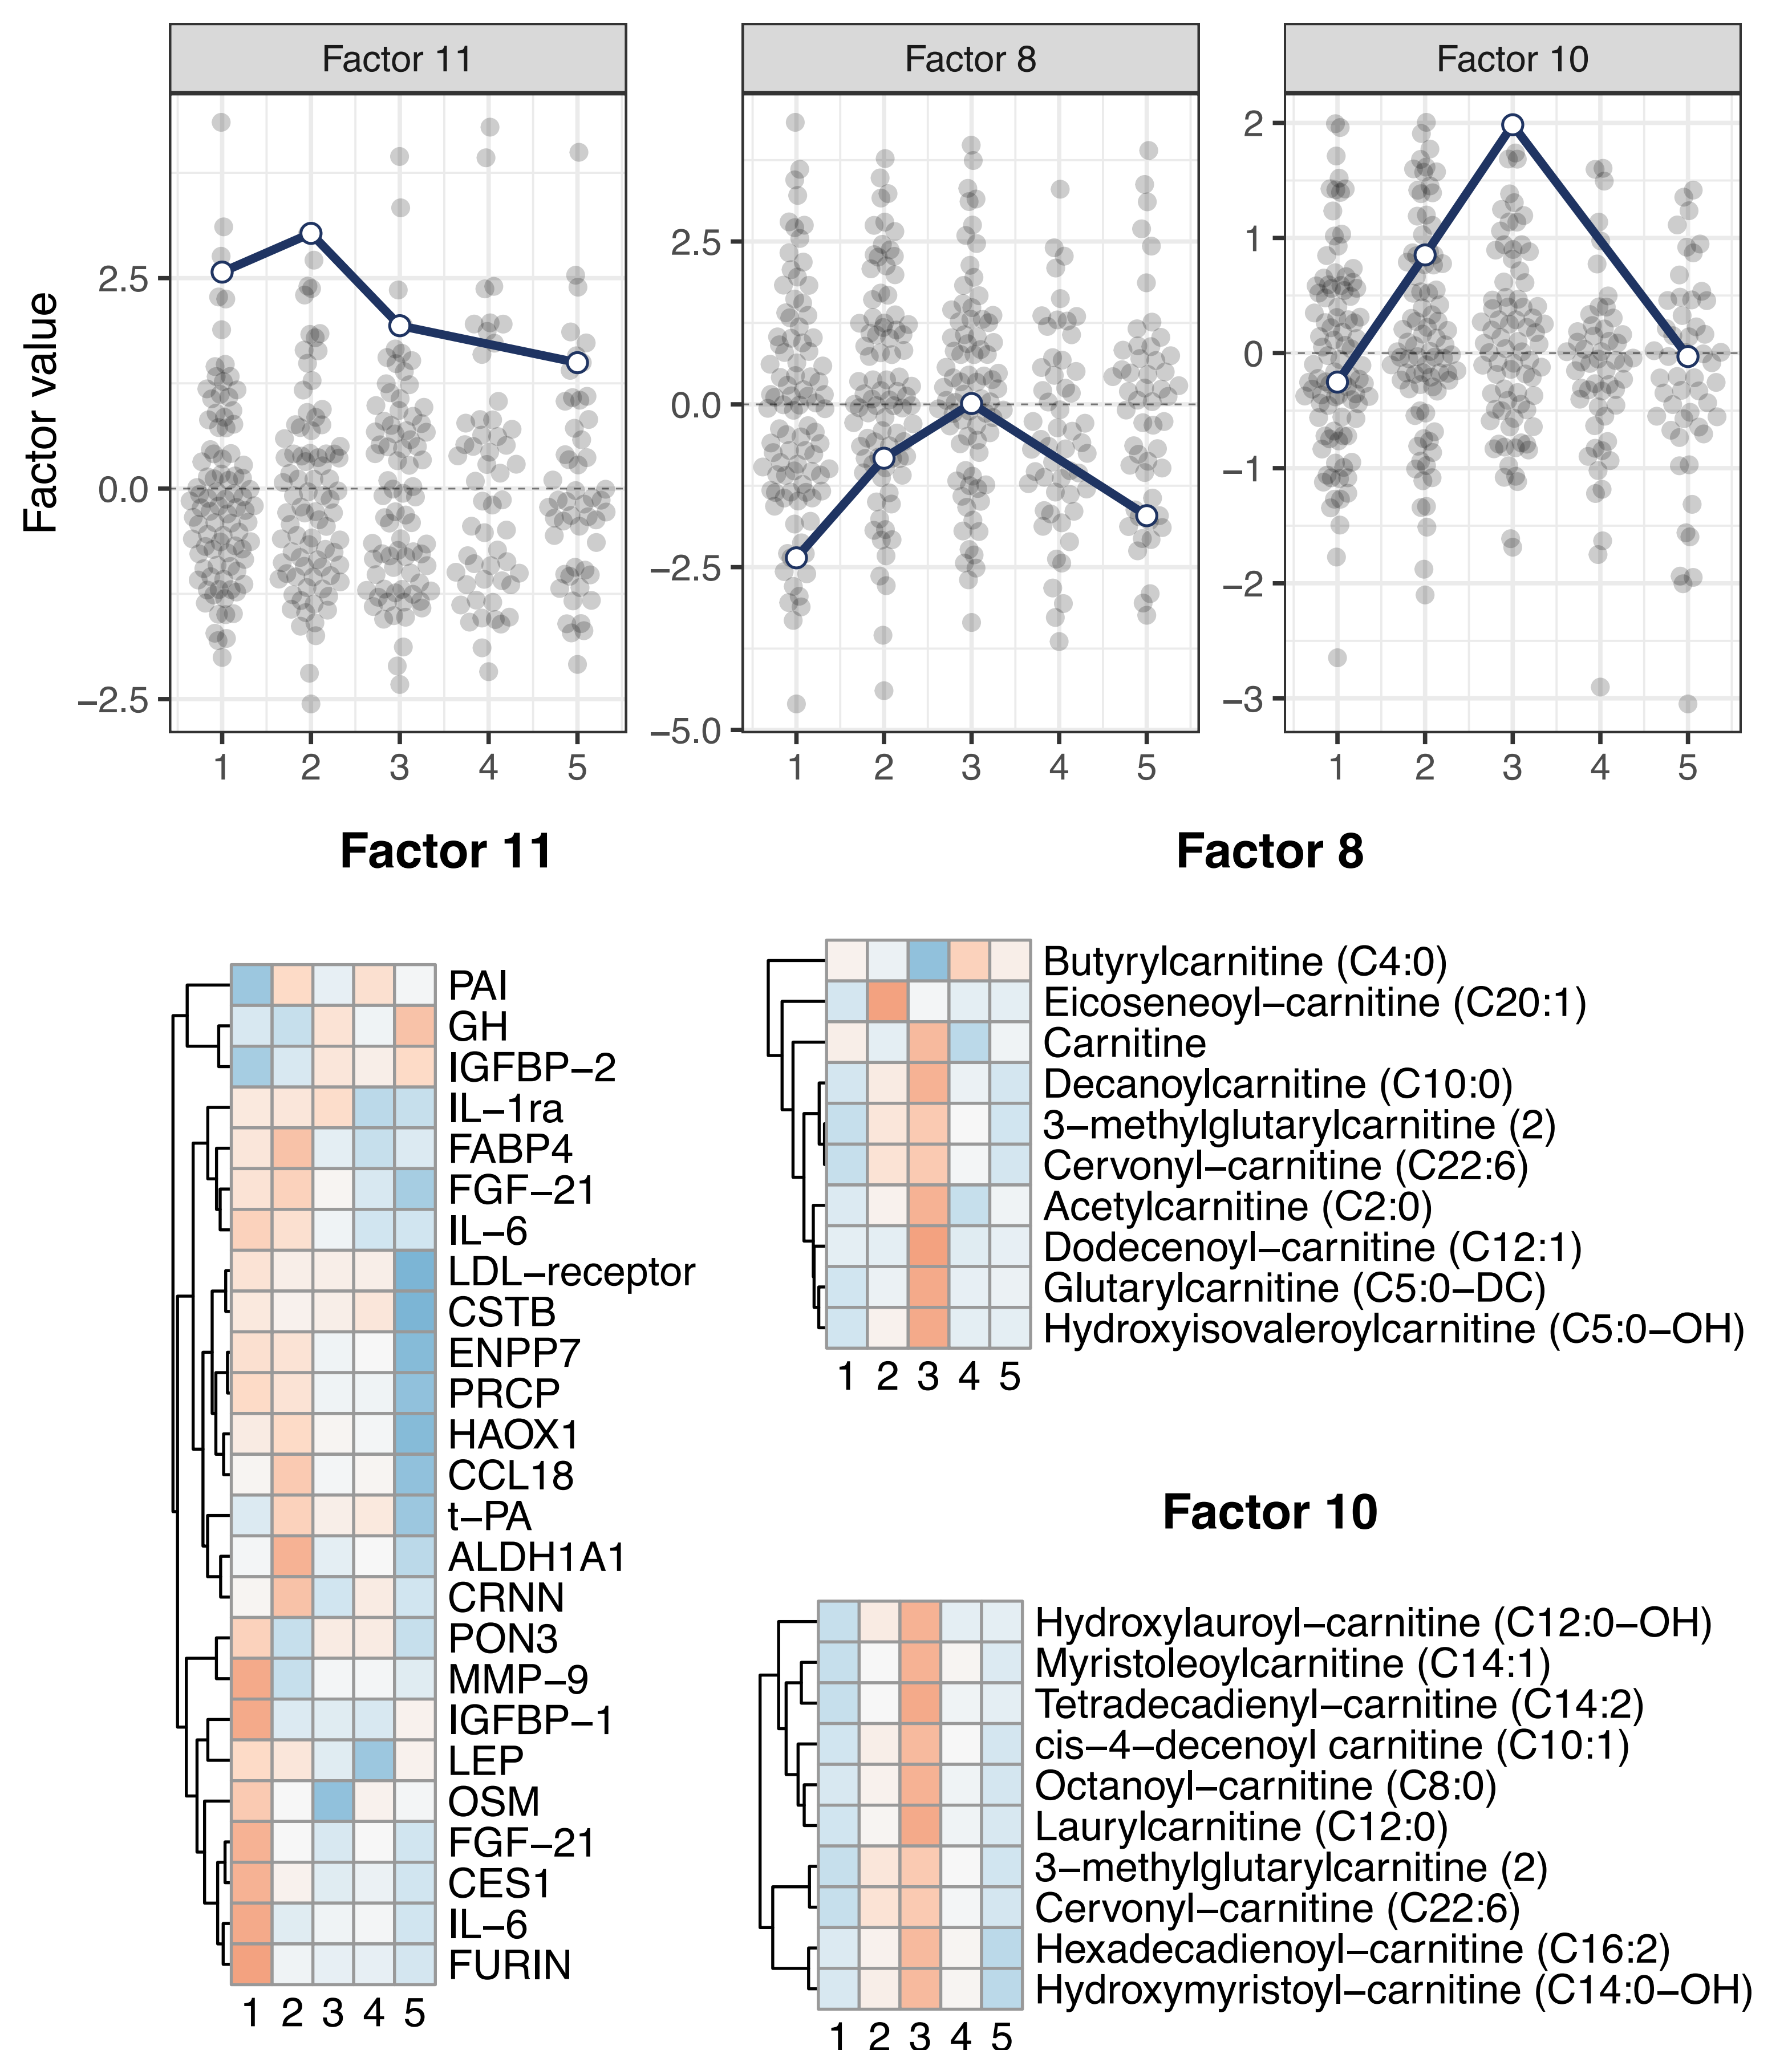 Factor 11
Factor 8
Factor 10
Factor value
2.5
0.0
−2.5
1 2 3 4 5
2.5
0.0
−2.5
−5.0
1 2 3 4 5
2
1
0
−1
−2
−3
1 2 3 4 5
Factor 11
PAI
GH
IGFBP−2
IL−1ra
FABP4
FGF−21
IL−6
LDL−receptor
CSTB
ENPP7
PRCP
HAOX1
CCL18
t−PA
ALDH1A1
CRNN
PON3
MMP−9
IGFBP−1
LEP
OSM
FGF−21
CES1
IL−6
FURIN
1 2 3 4 5
Factor 8
Butyrylcarnitine (C4:0)
Eicoseneoyl−carnitine (C20:1)
Carnitine
Decanoylcarnitine (C10:0)
3−methylglutarylcarnitine (2)
Cervonyl−carnitine (C22:6)
Acetylcarnitine (C2:0)
Dodecenoyl−carnitine (C12:1)
Glutarylcarnitine (C5:0−DC)
Hydroxyisovaleroylcarnitine (C5:0−OH)
1 2 3 4 5
Factor 10
Hydroxylauroyl−carnitine (C12:0−OH)
Myristoleoylcarnitine (C14:1)
Tetradecadienyl−carnitine (C14:2)
cis−4−decenoyl carnitine (C10:1)
Octanoyl−carnitine (C8:0)
Laurylcarnitine (C12:0)
3−methylglutarylcarnitine (2)
Cervonyl−carnitine (C22:6)
Hexadecadienoyl−carnitine (C16:2)
Hydroxymyristoyl−carnitine (C14:0−OH)
1 2 3 4 5